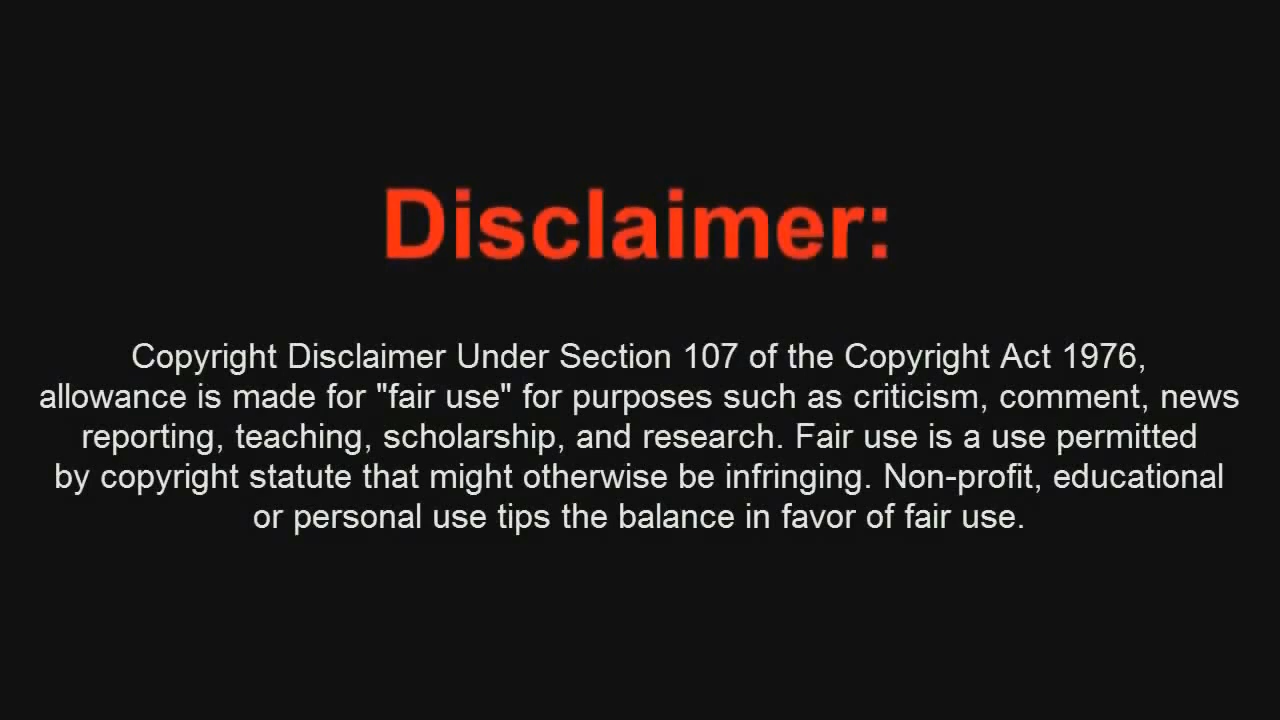 Disclaimer:
Copyright Disclaimer Under Section 107 of the Copyright Act 1976,
allowance is made for "fair use" for purposes such as criticism, comment, news
reporting, teaching, scholarship, and research. Fair use is a use permitted
by copyright statute that might otherwise be infringing. Non-profit, educational
or personal use tips the balance in favor of fair use.